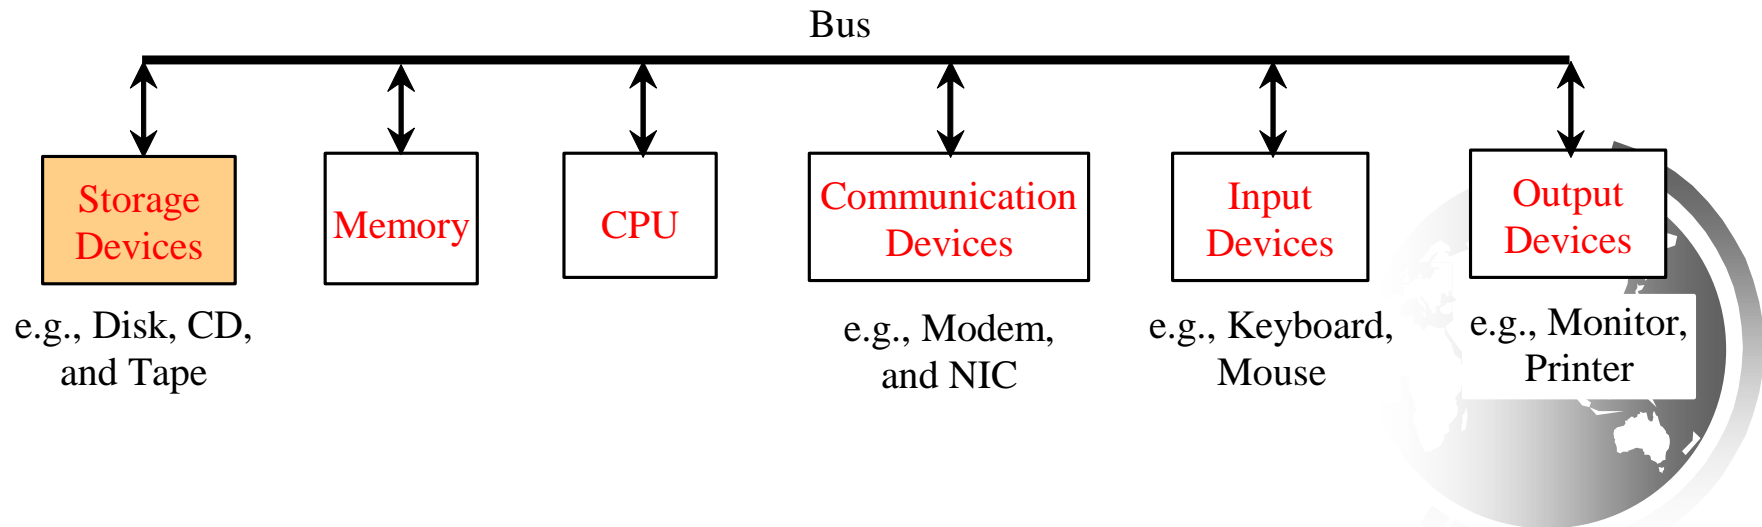 Bus
Storage
Devices
Memory
CPU
Communication
Devices
Input
Devices
Output
Devices
e.g., Disk, CD,
and Tape
e.g., Modem,
and NIC
e.g., Keyboard,
Mouse
e.g., Monitor,
Printer